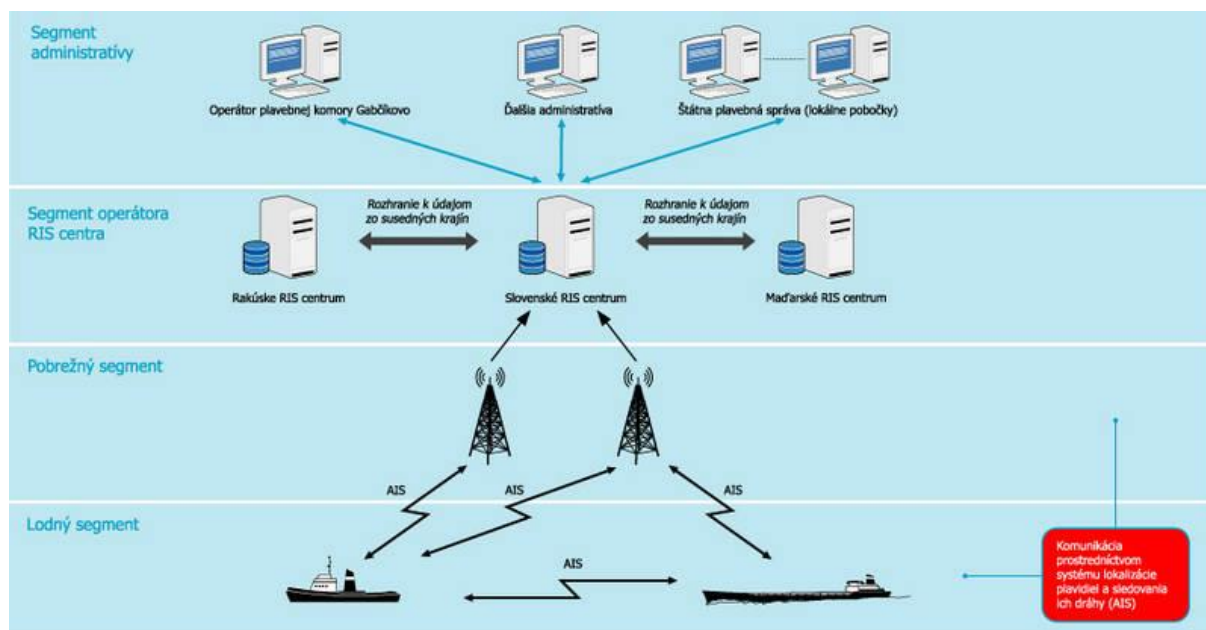 Segment
administratívy
Operátor plavebnej komory Gabčíkovo
Ďalšia administratíva
Štátna plavebná správa (lokálne pobočky)
Segment operátora
RIS centra
Rozhranie k údajom
zo susedných krajín
Rozhranie k údajom
zo susedných krajín
Rakúske RIS centrum
Slovenské RIS centrum
Maďarské RIS centrum
Pobrežný segment
AIS
AIS
AIS
Lodný segment
AIS
Komunikácia
prostredníctvom
systému lokalizácie
plavidiel a sledovania
ich dráhy (AIS)